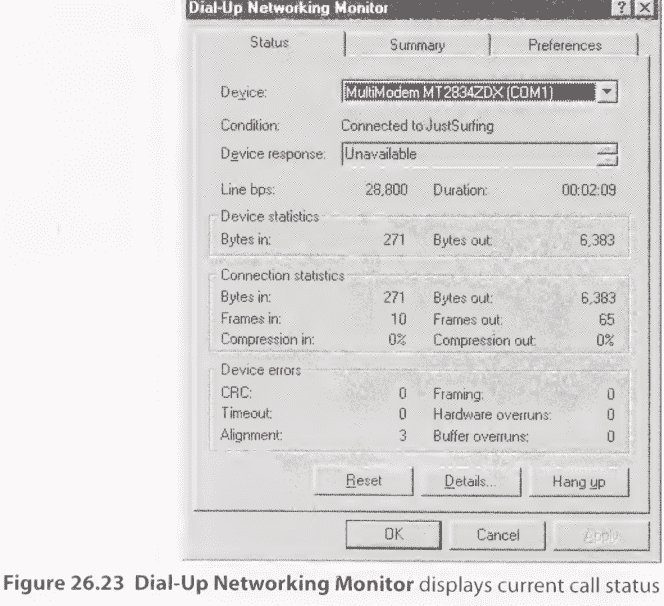 Dial-Up Networking Monitor
Status Summary Preferences
Device: MultiModem MT2834ZDX (COM1)
Condition: Connected to JustSurfing
Device response: Unavailable
Line bps: 28,800 Duration: 00:02:09
Device statistics
Bytes in: 271 Bytes out: 6,383
Connection statistics
Bytes in: 271 Bytes out: 6,383
Frames in: 10 Frames out: 65
Compression in: 0% Compression out: 0%
Device errors
CRC: 0 Framing: 0
Timeout: 0 Hardware overruns: 0
Alignment: 3 Buffer overruns: 0
Reset Details... Hang up
OK Cancel Apply
Figure 26.23 Dial-Up Networking Monitor displays current call status